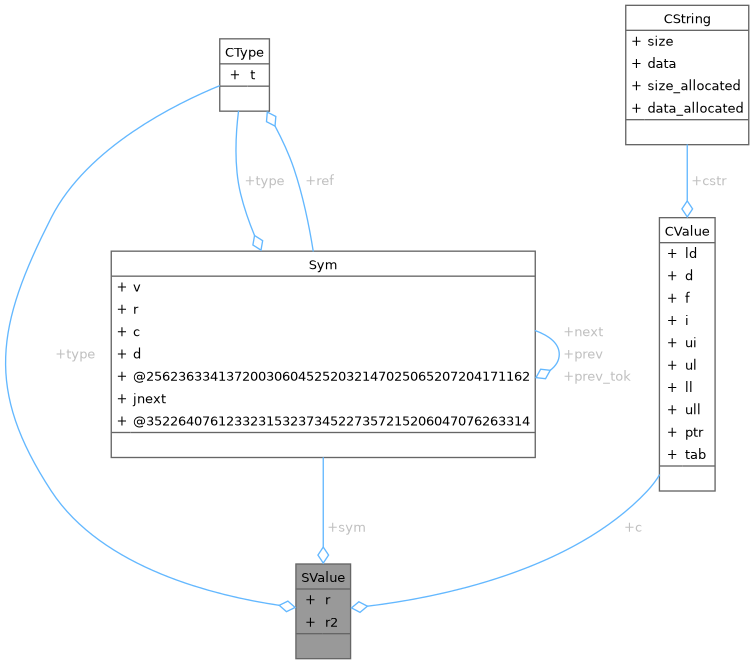 CString
+ size
+ data
+ size_allocated
+ data_allocated
CType
+ t
+type
+ref
+cstr
Sym
+ v
+ r
+ c
+ d
+ @256236334137200306045252032147025065207204171162
+ jnext
+ @352264076123323153237345227357215206047076263314
+next
+prev
+prev_tok
CValue
+ ld
+ d
+ f
+ i
+ ui
+ ul
+ ll
+ ull
+ ptr
+ tab
+type
+sym
+c
SValue
+ r
+ r2